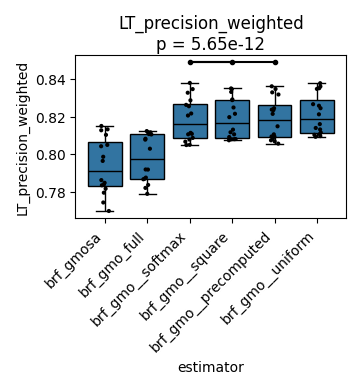 LT_precision_weighted
p = 5.65e-12
LT_precision_weighted
0.84
0.82
0.80
0.78
brf_gmosa
brf_gmo_full
brf_gmo__softmax
brf_gmo__square
brf_gmo__precomputed
brf_gmo__uniform
estimator